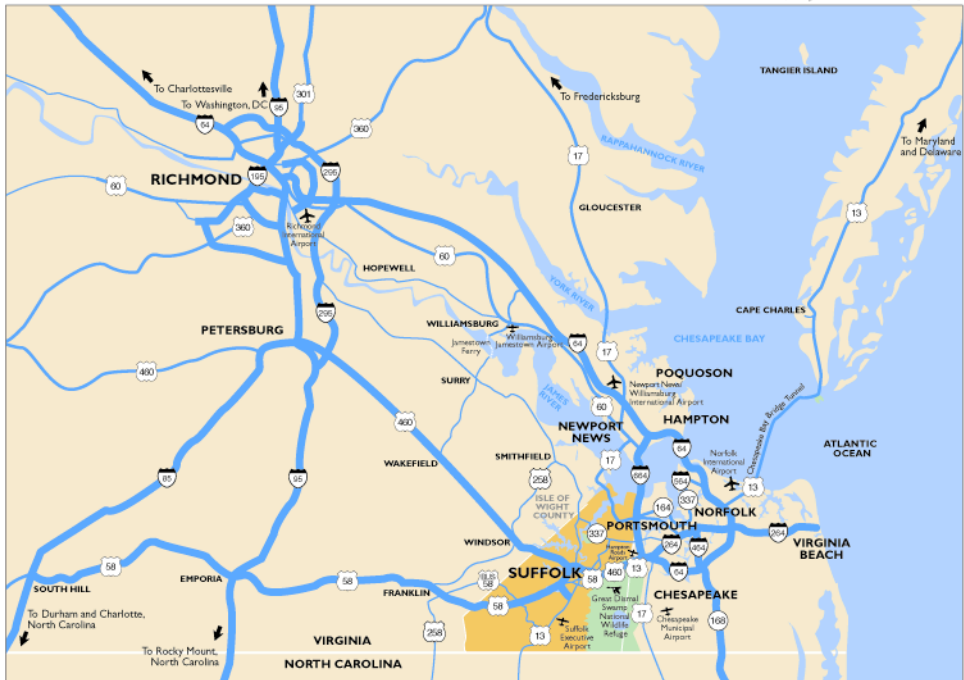 TANGIER ISLAND
To Charlottesville
To Washington, DC
To Fredericksburg
301
95
64
360
17
To Maryland
and Delaware
RAPPAHANNOCK RIVER
RICHMOND
195
295
60
13
GLOUCESTER
Richmond
International
Airport
360
60
HOPEWELL
YORK RIVER
295
PETERSBURG
WILLIAMSBURG
Jamestown
Ferry
Williamsburg
Jamestown Airport
64
17
CAPE CHARLES
CHESAPEAKE BAY
460
SURRY
JAMES
RIVER
POQUOSON
Newport News/
Williamsburg
International Airport
60
HAMPTON
Chesapeake Bay Bridge Tunnel
460
NEWPORT
NEWS
ATLANTIC
OCEAN
WAKEFIELD
SMITHFIELD
17
64
Norfolk
International
Airport
85
95
258
664
564
13
ISLE OF
WIGHT
COUNTY
164
337
NORFOLK
PORTSMOUTH
337
264
264
464
VIRGINIA
BEACH
WINDSOR
Hampton
Roads
Airport
SUFFOLK
58
460
13
64
58
EMPORIA
58
BUS
58
SOUTH HILL
FRANKLIN
58
CHESAPEAKE
Great Dismal
Swamp
National
Wildlife
Refuge
17
Chesapeake
Municipal
Airport
168
To Durham and Charlotte,
North Carolina
258
13
Suffolk
Executive
Airport
VIRGINIA
To Rocky Mount,
North Carolina
NORTH CAROLINA